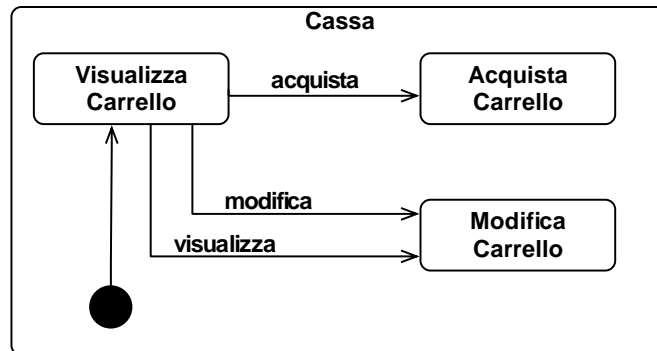 Cassa
Visualizza
Carrello
acquista
Acquista
Carrello
modifica
visualizza
Modifica
Carrello